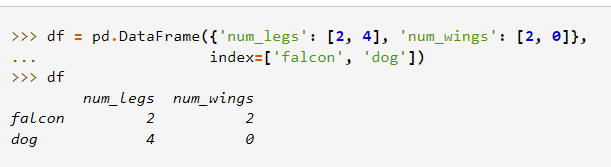 >>> df = pd.DataFrame({'num_legs': [2, 4], 'num_wings': [2, 0]},
...                   index=['falcon', 'dog'])
>>> df
        num_legs  num_wings
falcon         2          2
dog            4          0